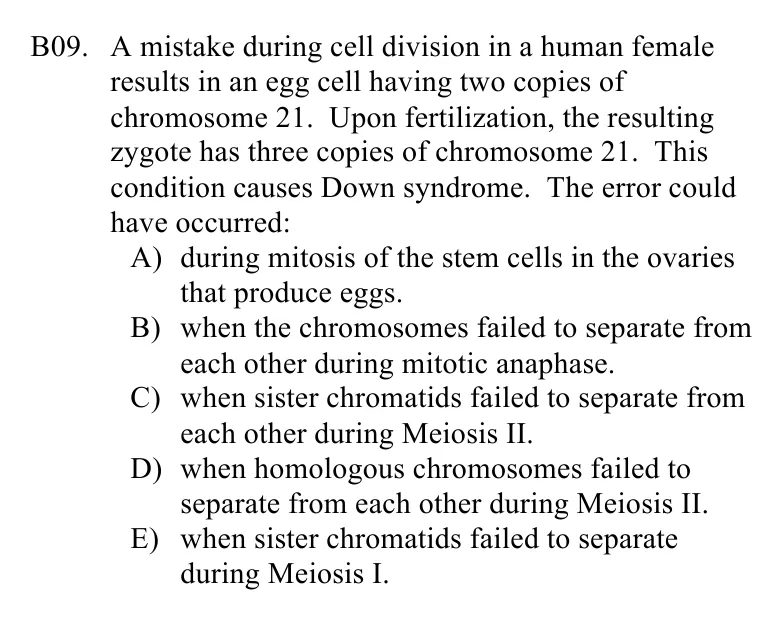 B09. A mistake during cell division in a human female
results in an egg cell having two copies of
chromosome 21. Upon fertilization, the resulting
zygote has three copies of chromosome 21. This
condition causes Down syndrome. The error could
have occurred:
A) during mitosis of the stem cells in the ovaries
that produce eggs.
B) when the chromosomes failed to separate from
each other during mitotic anaphase.
C) when sister chromatids failed to separate from
each other during Meiosis II.
D) when homologous chromosomes failed to
separate from each other during Meiosis II.
E) when sister chromatids failed to separate
during Meiosis I.